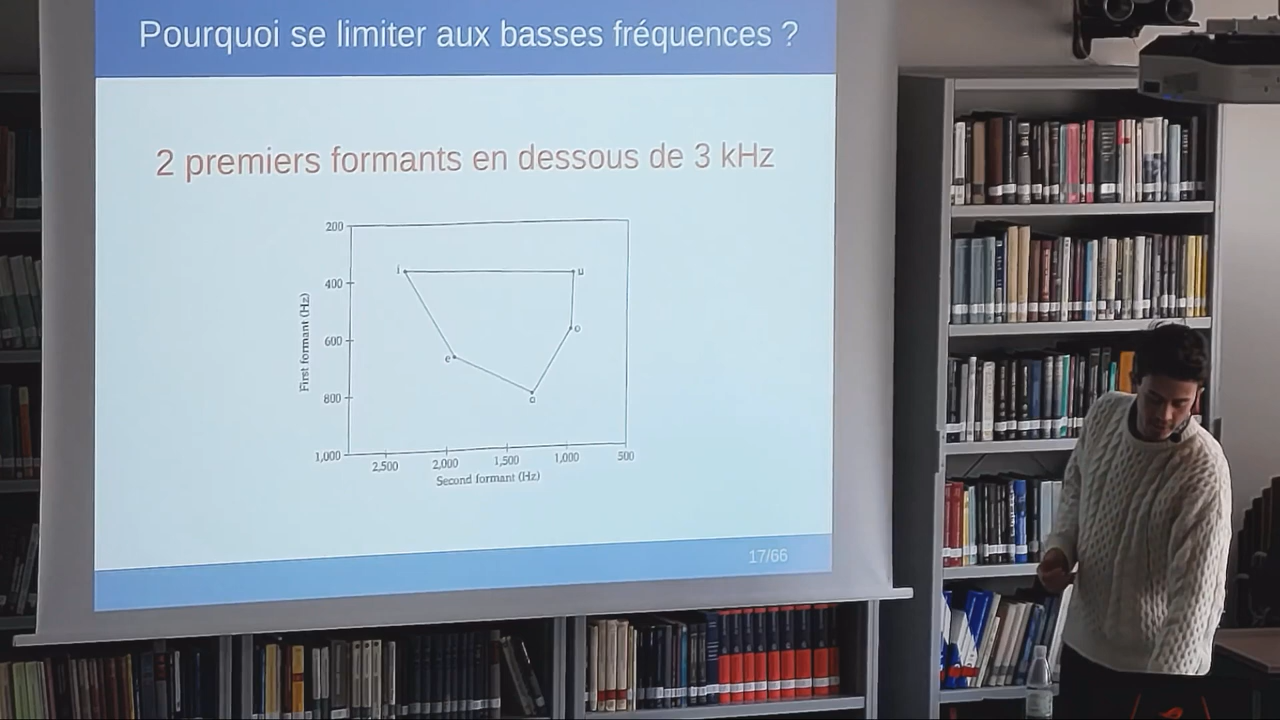 Pourquoi se limiter aux basses fréquences ?
2 premiers formants en dessous de 3 kHz
200
400
600
800
1,000
First formant (Hz)
i
u
o
e
a
2,500
2,000
1,500
1,000
500
Second formant (Hz)
17/66